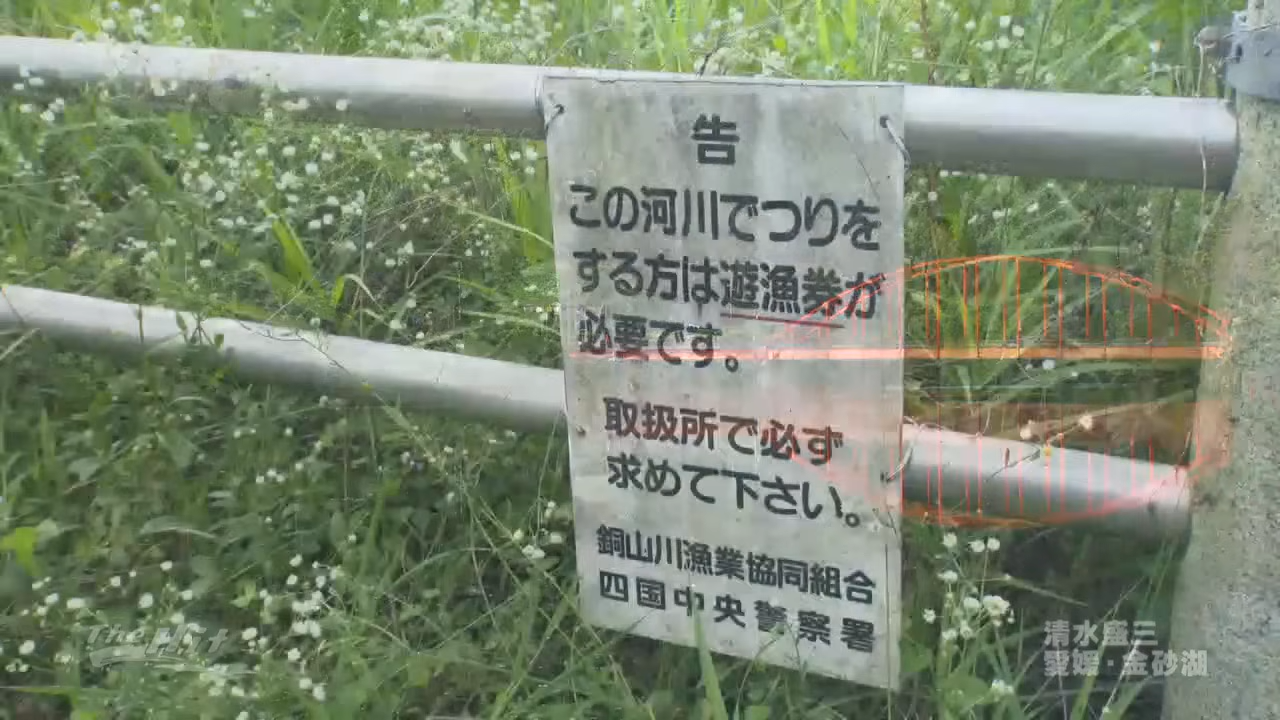 告
この河川でつりを
する方は遊漁券が
必要です。
取扱所で必ず
求めて下さい。
銅山川漁業協同組合
四国中央警察署
The Hit
清水盛三
愛媛・金砂湖